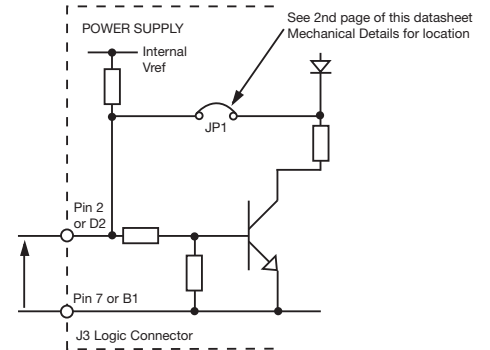 See 2nd page of this datasheet
Mechanical Details for location
POWER SUPPLY
Internal
Vref
JP1
Pin 2
or D2
Pin 7 or B1
J3 Logic Connector